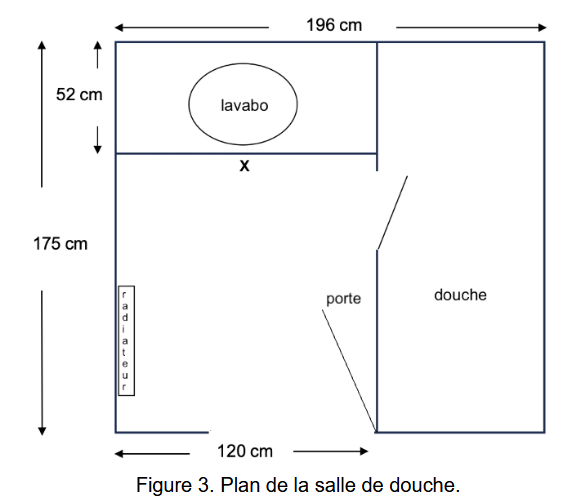 196 cm
52 cm
lavabo
X
175 cm
radiateur
porte
douche
120 cm
Figure 3. Plan de la salle de douche.